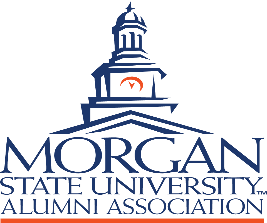 MORGAN
STATE UNIVERSITY™
ALUMNI ASSOCIATION